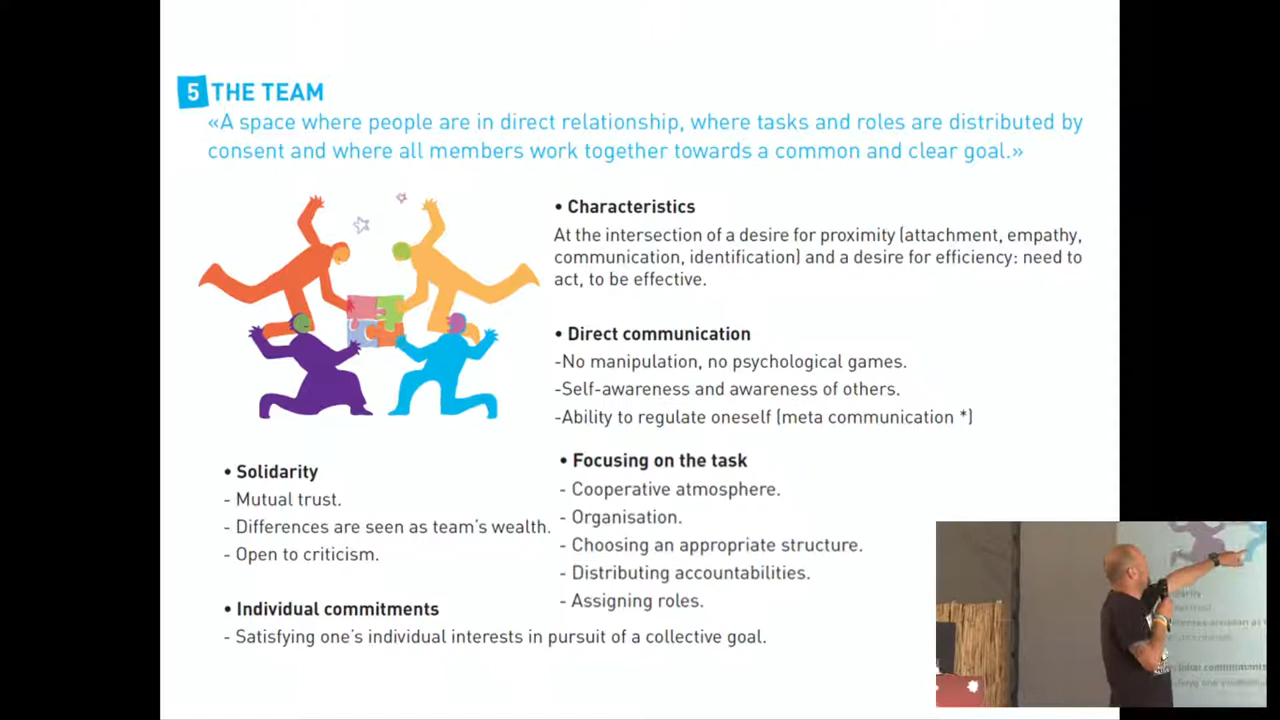 5 THE TEAM
«A space where people are in direct relationship, where tasks and roles are distributed by
consent and where all members work together towards a common and clear goal.»
• Characteristics
At the intersection of a desire for proximity (attachment, empathy,
communication, identification) and a desire for efficiency: need to
act, to be effective.
• Direct communication
-No manipulation, no psychological games.
-Self-awareness and awareness of others.
-Ability to regulate oneself (meta communication *)
• Solidarity
- Mutual trust.
- Differences are seen as team's wealth.
- Open to criticism.
• Focusing on the task
- Cooperative atmosphere.
- Organisation.
- Choosing an appropriate structure.
- Distributing accountabilities.
- Assigning roles.
• Individual commitments
- Satisfying one's individual interests in pursuit of a collective goal.